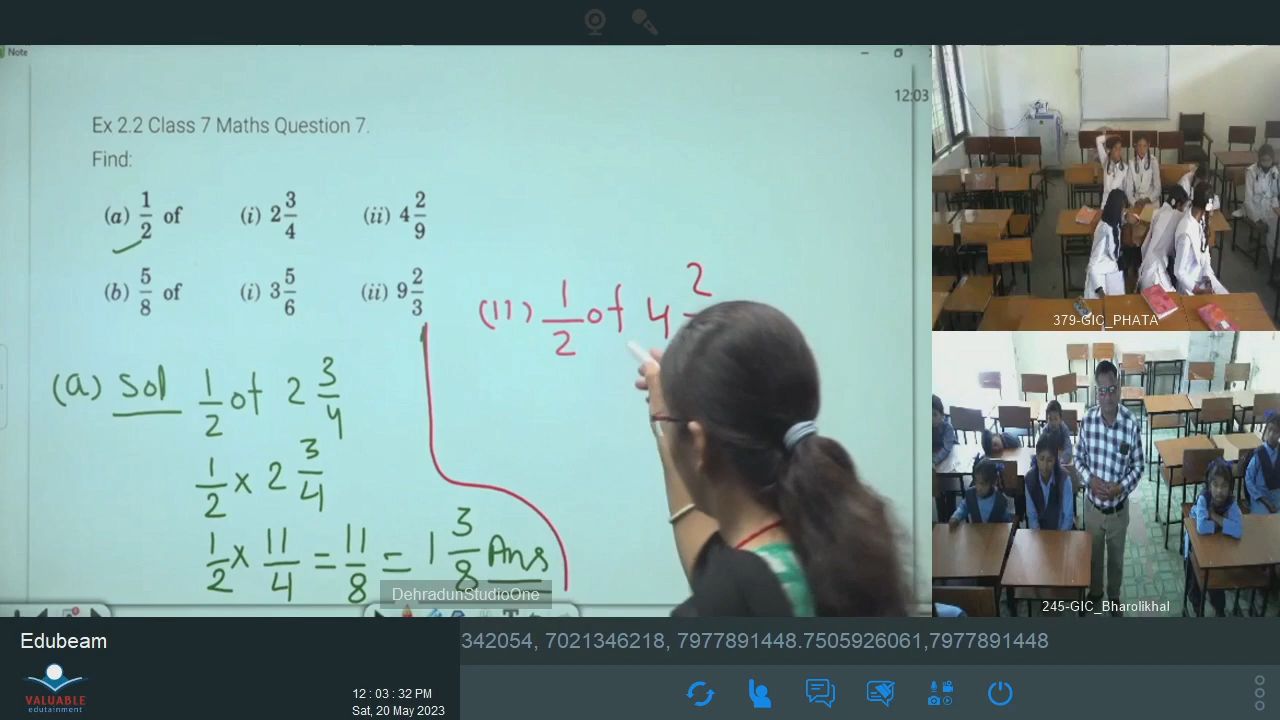 Note
12:03
Ex 2.2 Class 7 Maths Question 7.
Find:
(a) 1/2 of (i) 2 3/4 (ii) 4 2/9
(b) 5/8 of (i) 3 5/6 (ii) 9 2/3
(a) Sol 1/2 of 2 3/4
1/2 × 2 3/4
1/2 × 11/4 = 11/8 = 1 3/8 Ans
(11) 1/2 of 4 2
DehradunStudioOne
379-GIC_PHATA
245-GIC_Bharolikhal
Edubeam
342054, 7021346218, 7977891448.7505926061,7977891448
VALUABLE
edutainment
12 : 03 : 32 PM
Sat, 20 May 2023